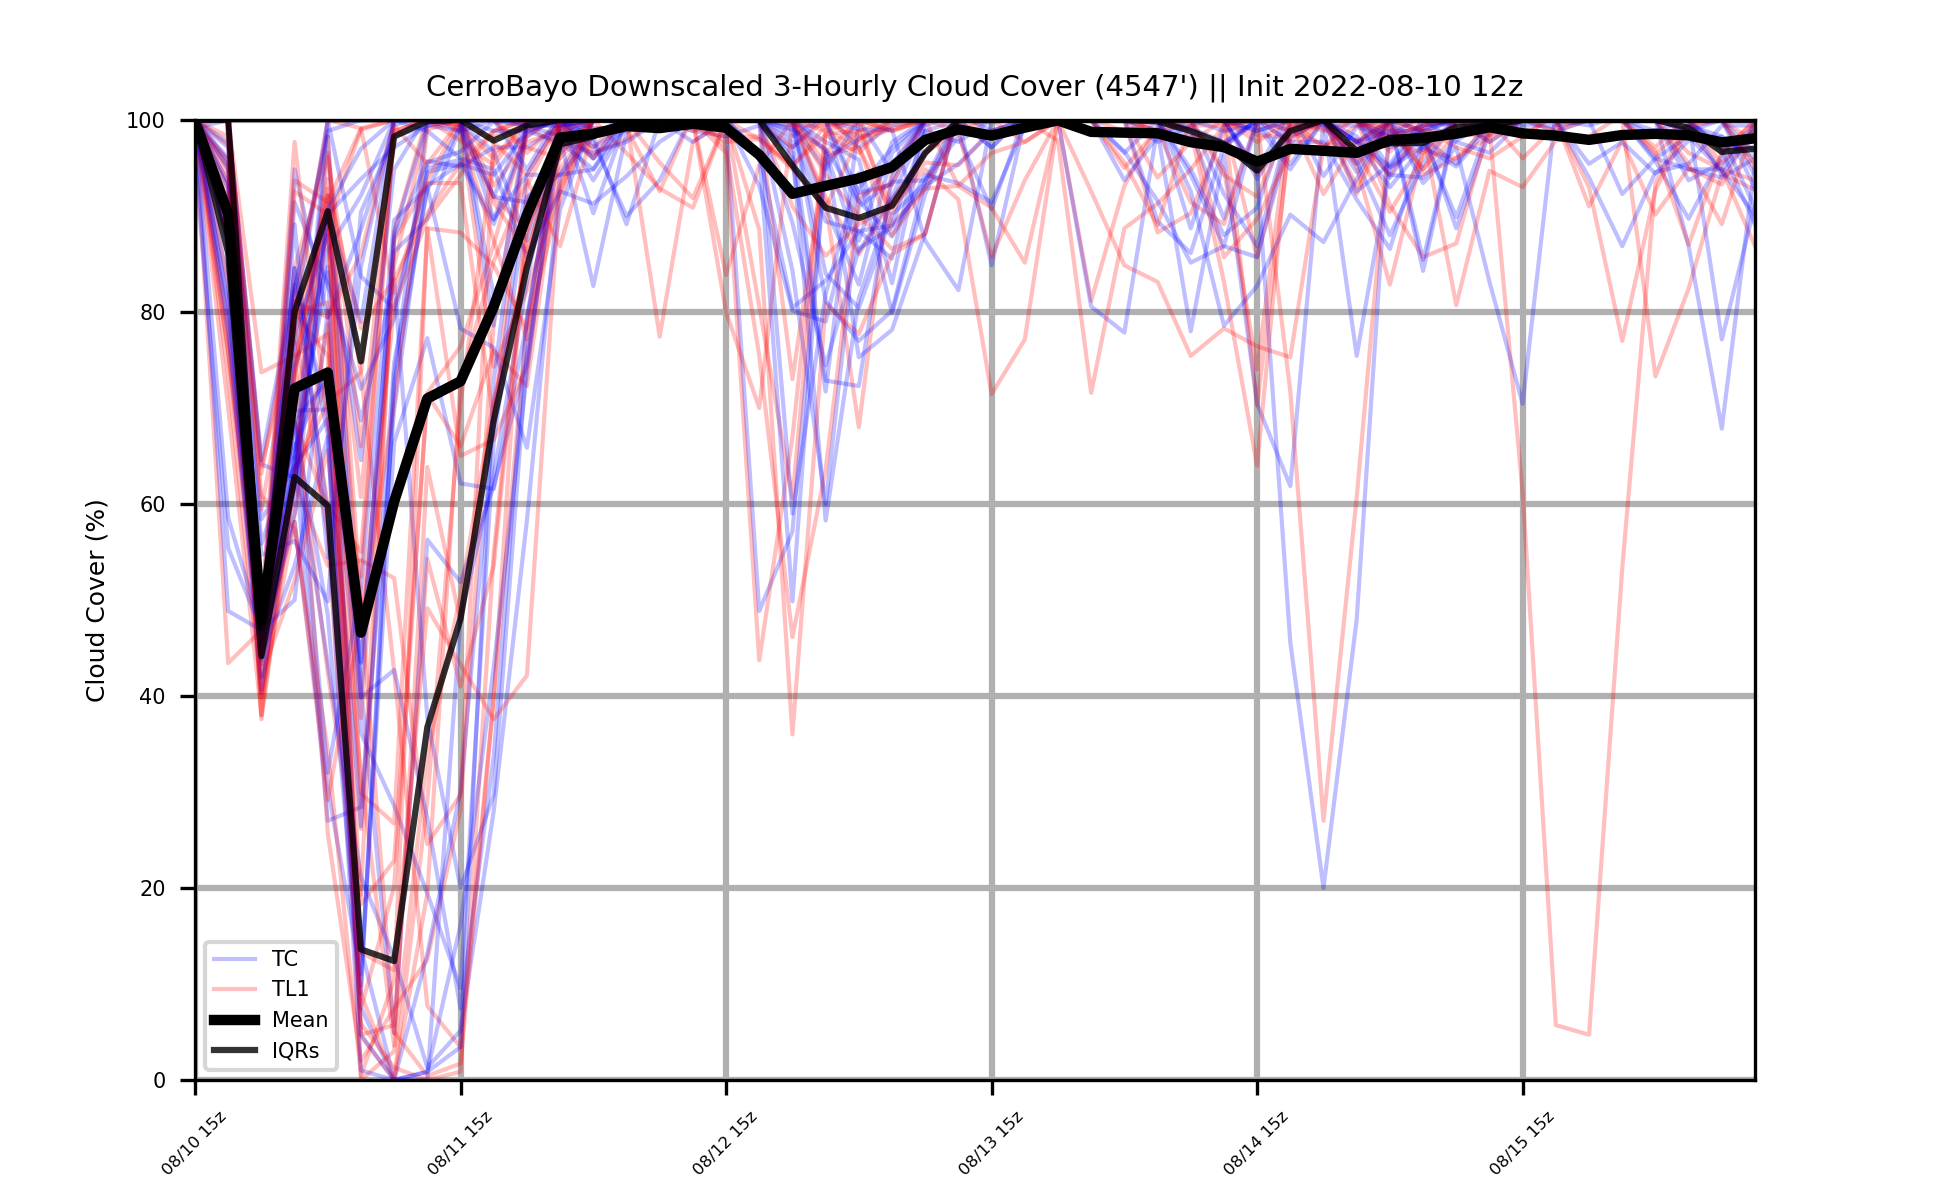 CerroBayo Downscaled 3-Hourly Cloud Cover (4547') || Init 2022-08-10 12z
Cloud Cover (%)
100
80
60
40
20
0
TC
TL1
Mean
IQRs
08/10 15z
08/11 15z
08/12 15z
08/13 15z
08/14 15z
08/15 15z